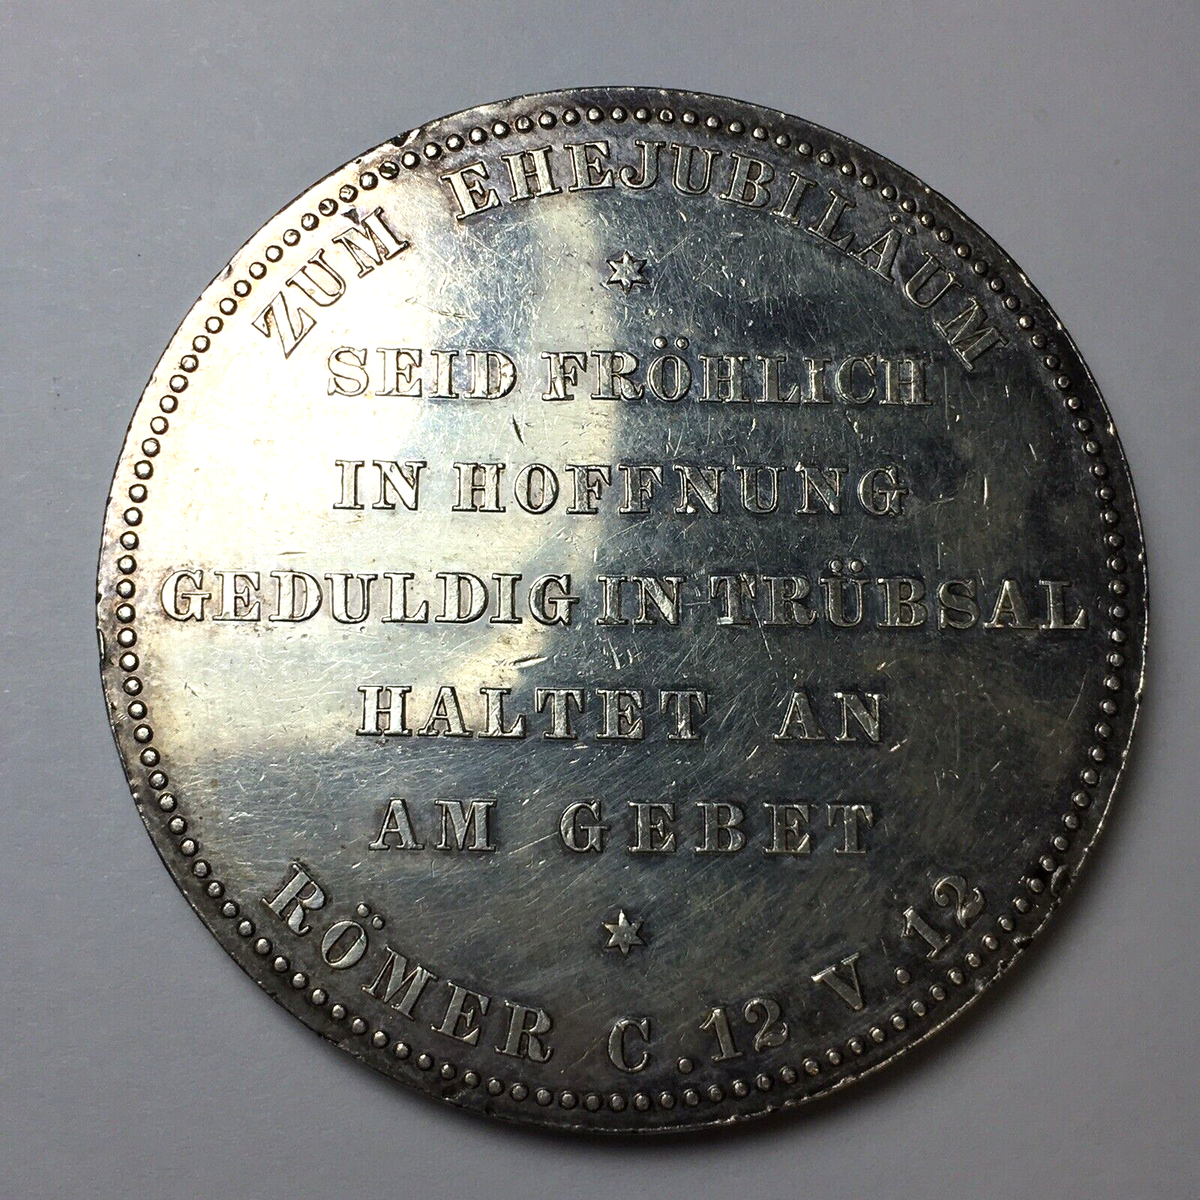 ZUM EHEJUBILÄUM
SEID FRÖHLICH
IN HOFFNUNG
GEDULDIG IN TRÜBSAL
HALTET AN
AM GEBET
RÖMER C. 12 V. 12